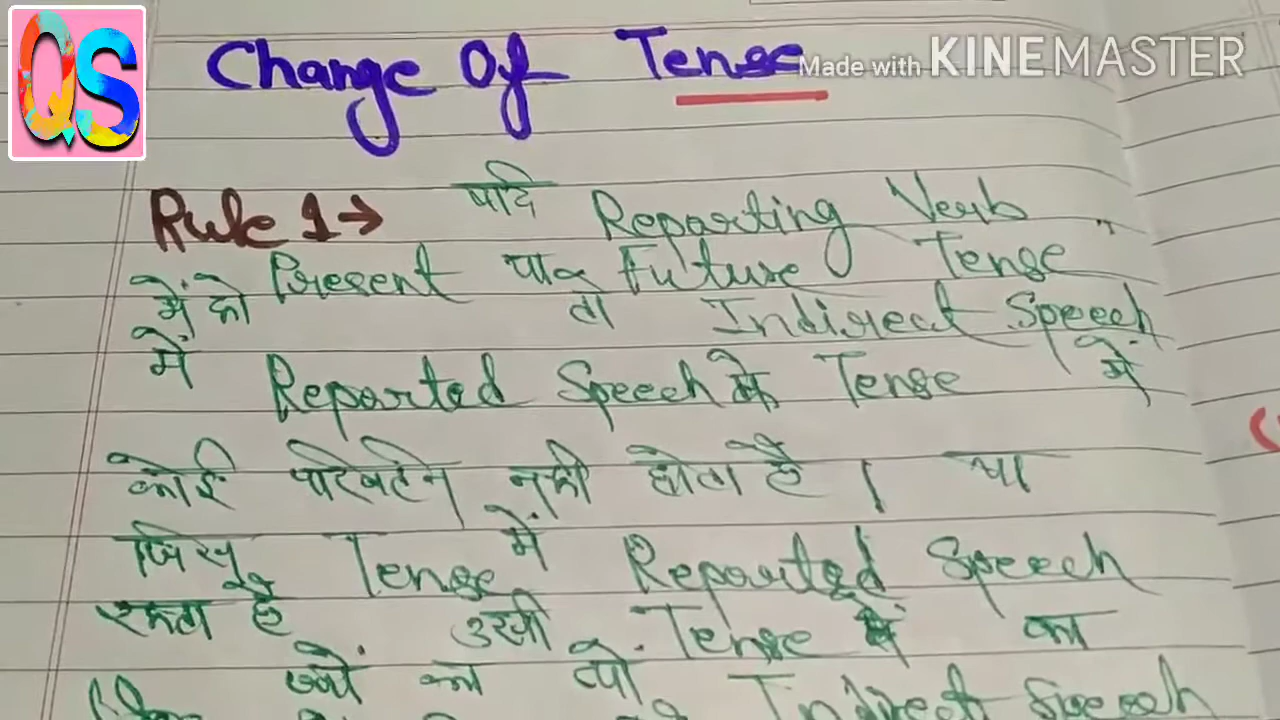 QS
Change Of Tense
Made with KINEMASTER
Rule 1→ यदि Reporting Verb
Present या Future Tense
में हो तो Indirect Speech
में Reported Speech के Tense में
कोई परिवर्तन नही होता है । या
जिस Tense में Reported Speech
रहता है उसी Tense में का
ज्यों का त्यों Indirect Speech